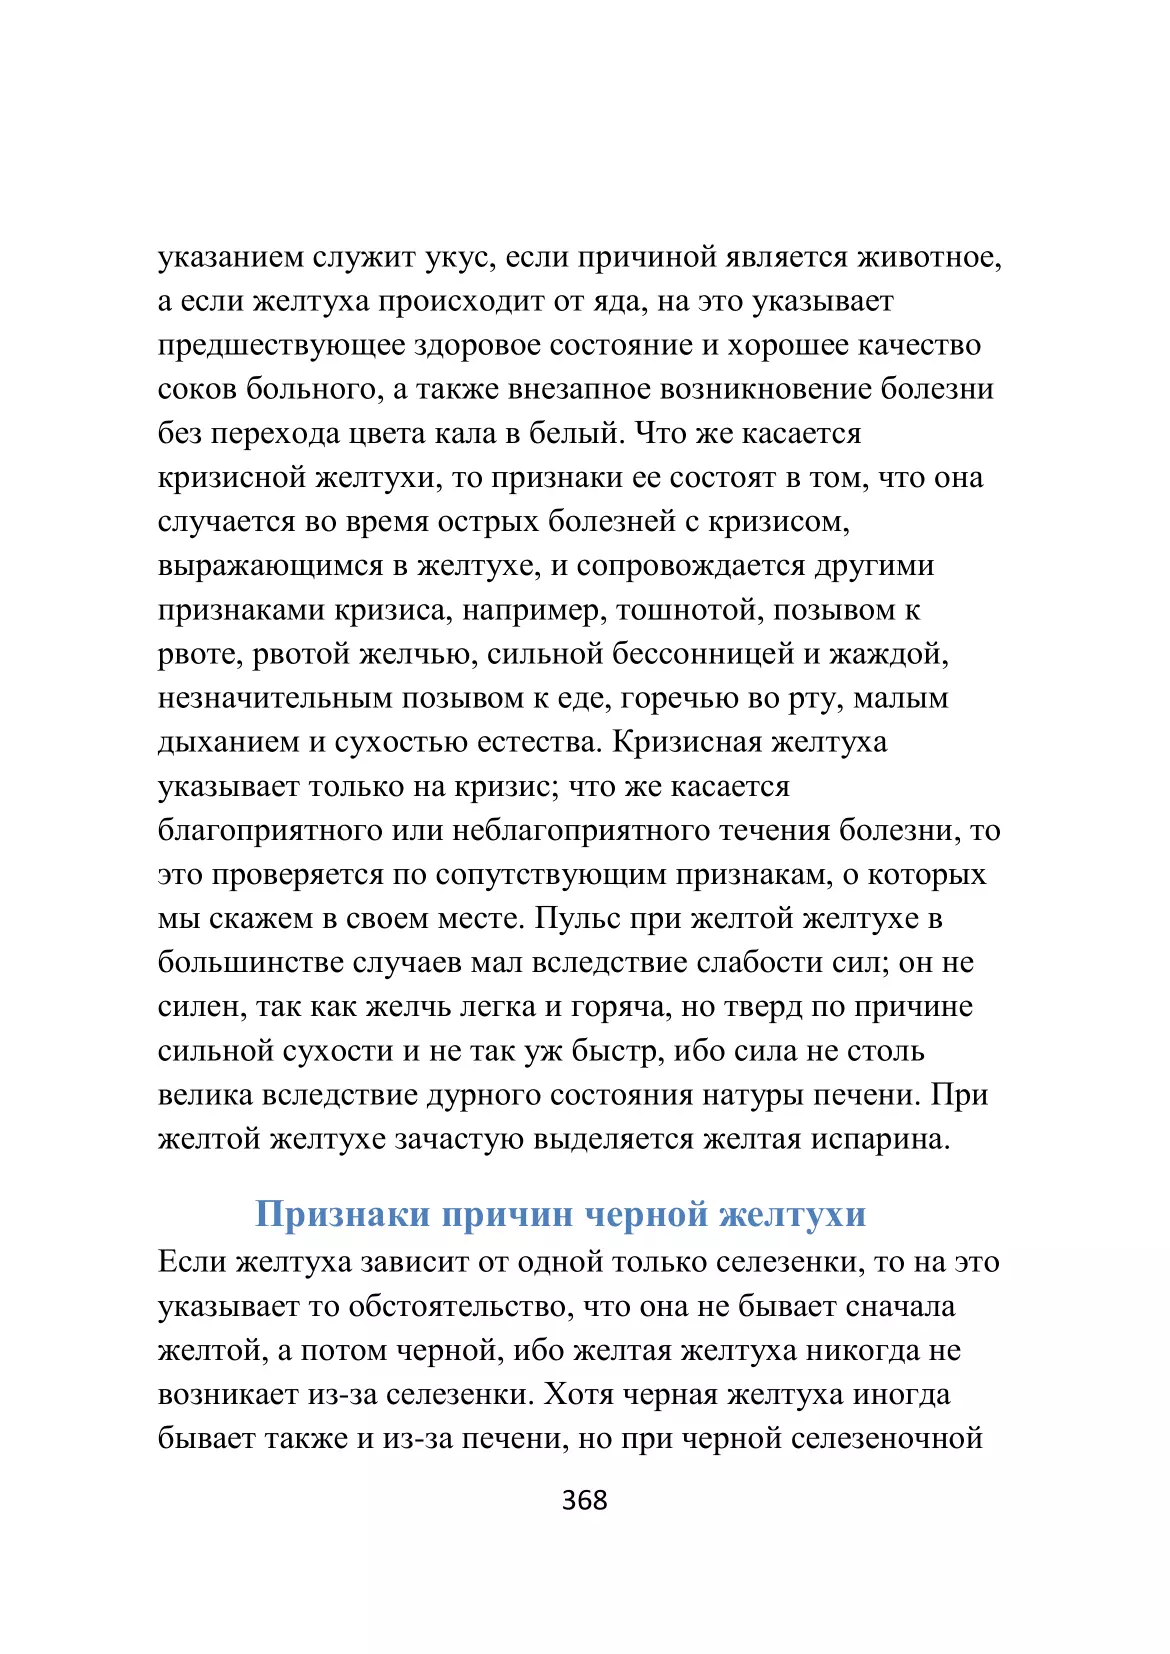 указанием служит укус, если причиной является животное,
а если желтуха происходит от яда, на это указывает
предшествующее здоровое состояние и хорошее качество
соков больного, а также внезапное возникновение болезни
без перехода цвета кала в белый. Что же касается
кризисной желтухи, то признаки ее состоят в том, что она
случается во время острых болезней с кризисом,
выражающимся в желтухе, и сопровождается другими
признаками кризиса, например, тошнотой, позывом к
рвоте, рвотой желчью, сильной бессонницей и жаждой,
незначительным позывом к еде, горечью во рту, малым
дыханием и сухостью естества. Кризисная желтуха
указывает только на кризис; что же касается
благоприятного или неблагоприятного течения болезни, то
это проверяется по сопутствующим признакам, о которых
мы скажем в своем месте. Пульс при желтой желтухе в
большинстве случаев мал вследствие слабости сил; он не
силен, так как желчь легка и горяча, но тверд по причине
сильной сухости и не так уж быстр, ибо сила не столь
велика вследствие дурного состояния натуры печени. При
желтой желтухе зачастую выделяется желтая испарина.
Признаки причин черной желтухи
Если желтуха зависит от одной только селезенки, то на это
указывает то обстоятельство, что она не бывает сначала
желтой, а потом черной, ибо желтая желтуха никогда не
возникает из-за селезенки. Хотя черная желтуха иногда
бывает также и из-за печени, но при черной селезеночной
368